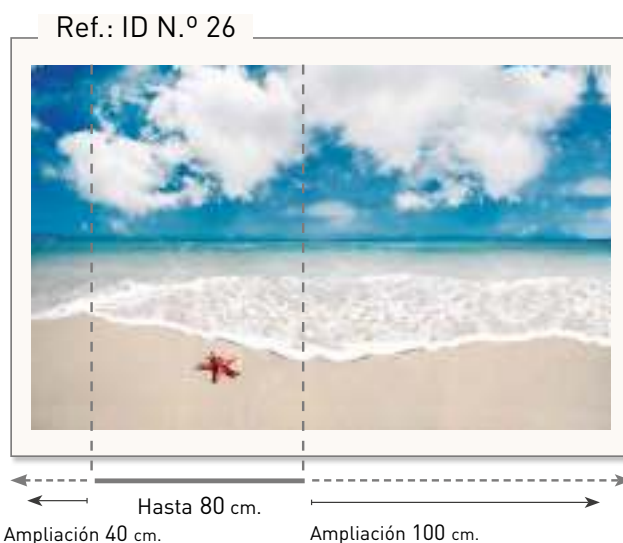 Ref.: ID N.º 26
Hasta 80 cm.
Ampliación 40 cm.
Ampliación 100 cm.